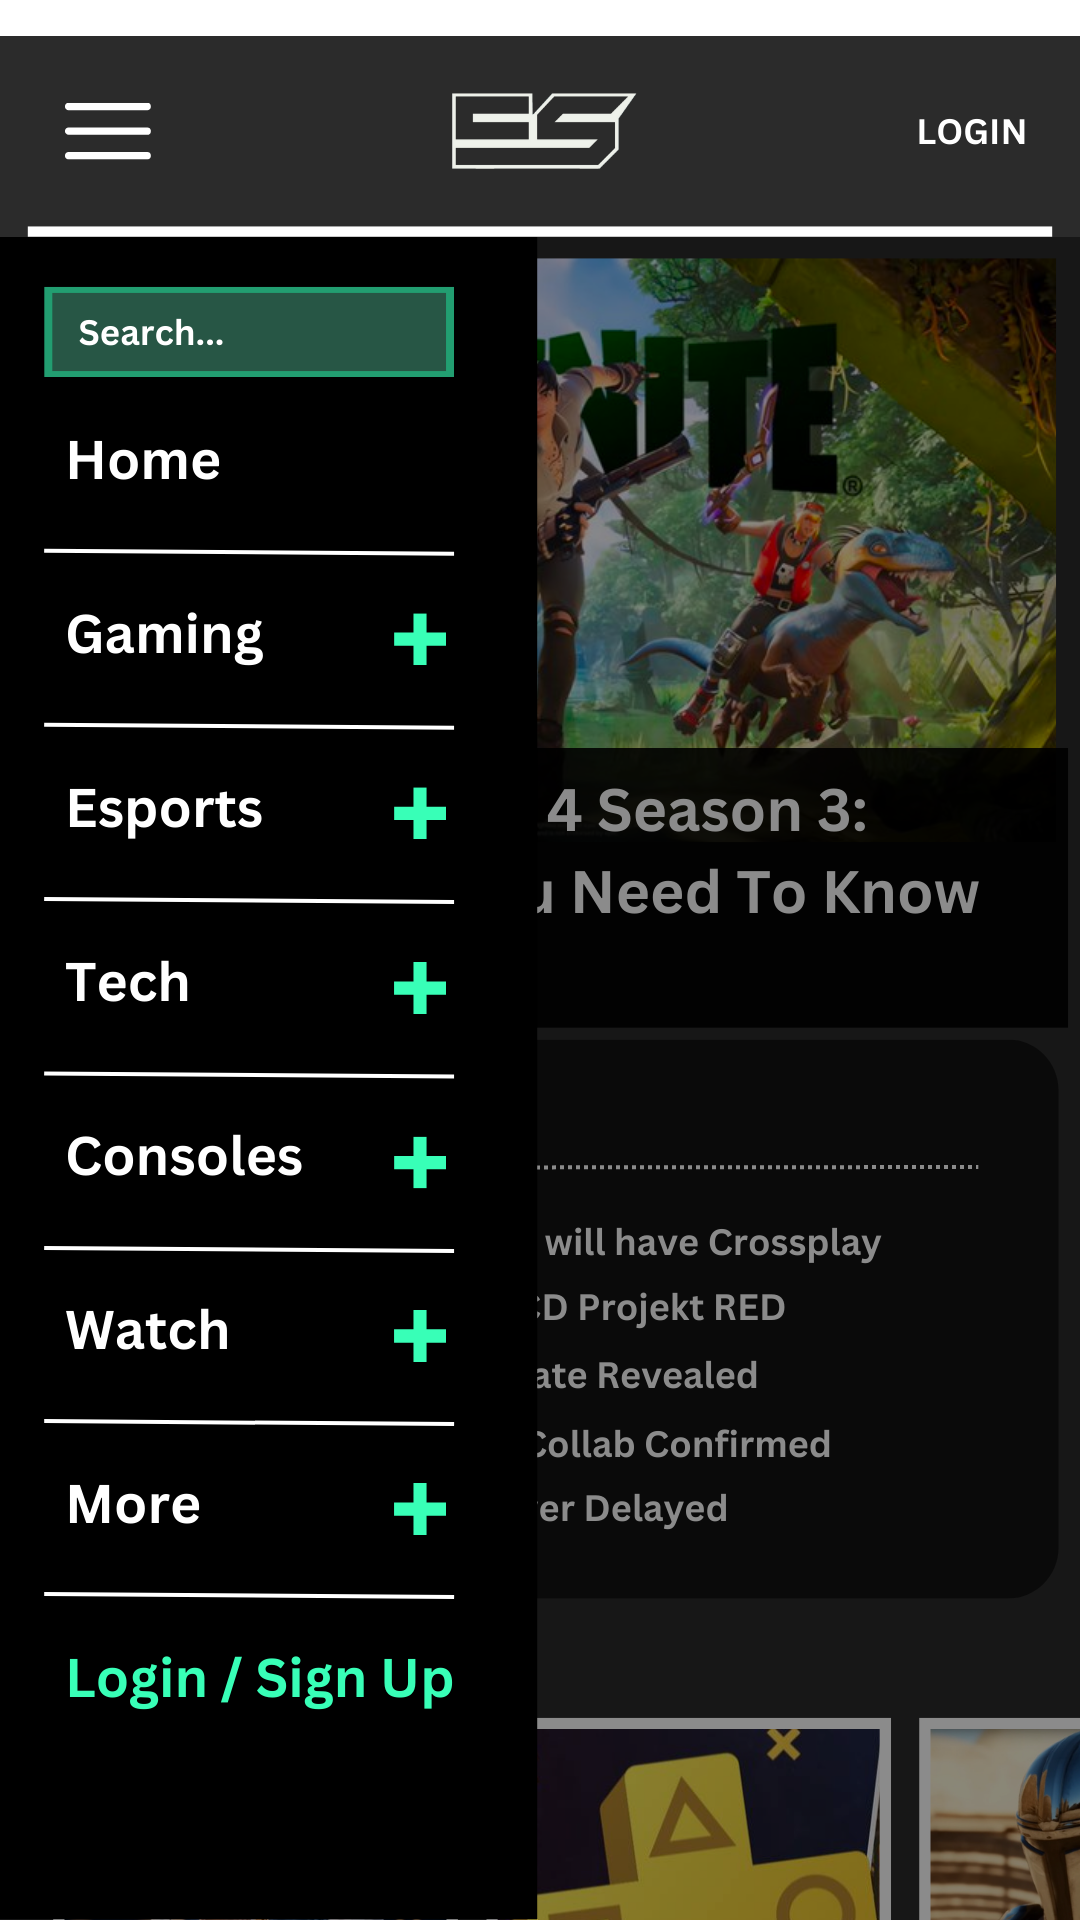 LOGIN
Search...
Home
Gaming
Esports
Tech
Consoles
Watch
More
Login / Sign Up
NITE
®
4 Season 3:
u Need To Know
will have Crossplay
CD Projekt RED
ate Revealed
Collab Confirmed
er Delayed